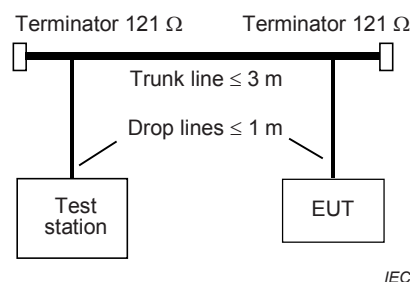 Terminator 121 Ω
Terminator 121 Ω
Trunk line ≤ 3 m
Drop lines ≤ 1 m
Test
station
EUT
IEC